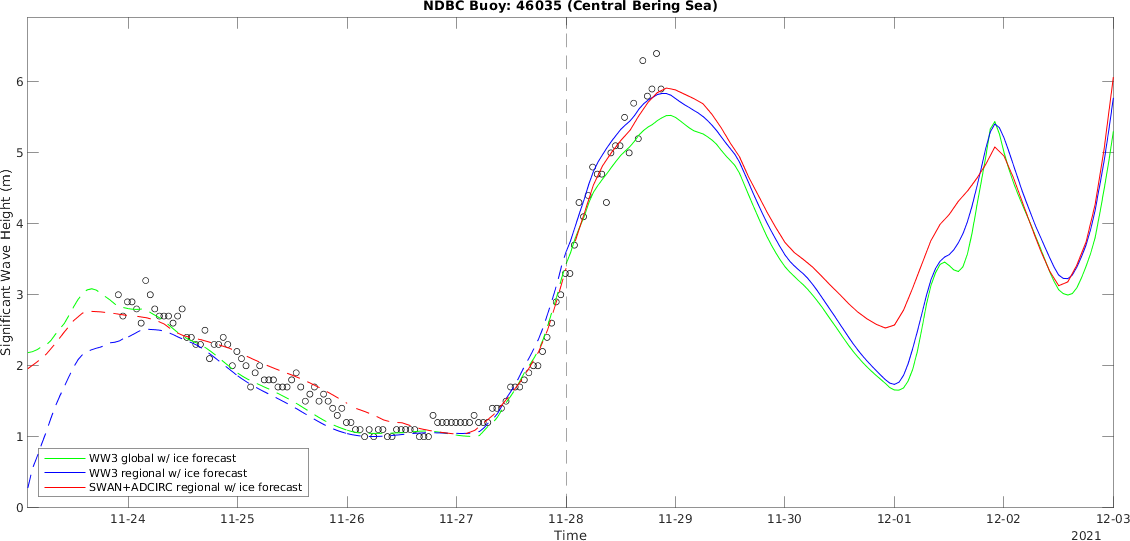 NDBC Buoy: 46035 (Central Bering Sea)
Significant Wave Height (m)
6
5
4
3
2
1
0
WW3 global w/ ice forecast
WW3 regional w/ ice forecast
SWAN+ADCIRC regional w/ ice forecast
11-24 11-25 11-26 11-27 11-28 11-29 11-30 12-01 12-02 12-03
Time
2021